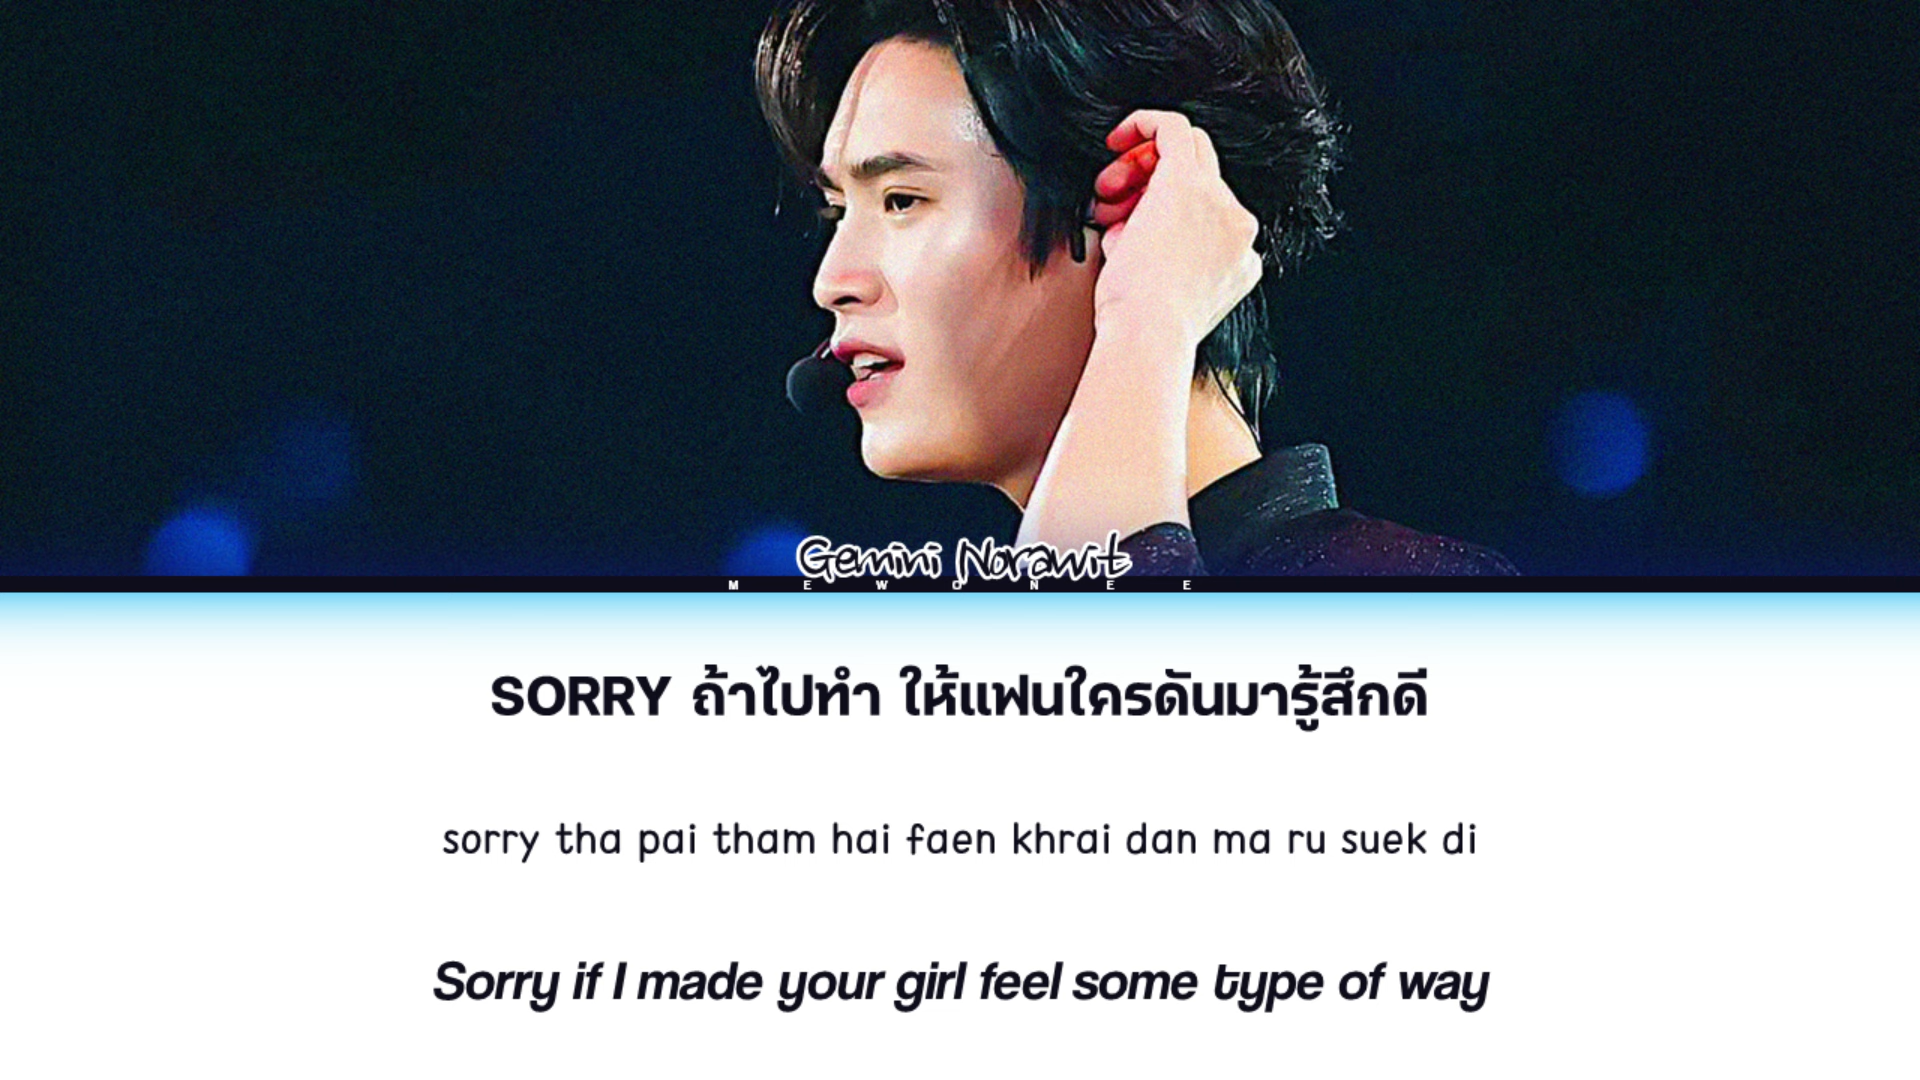 Gemini Norawit
MEWONEE
SORRY ถ้าไปทำ ให้แฟนใครดันมารู้สึกดี
sorry tha pai tham hai faen khrai dan ma ru suek di
Sorry if I made your girl feel some type of way